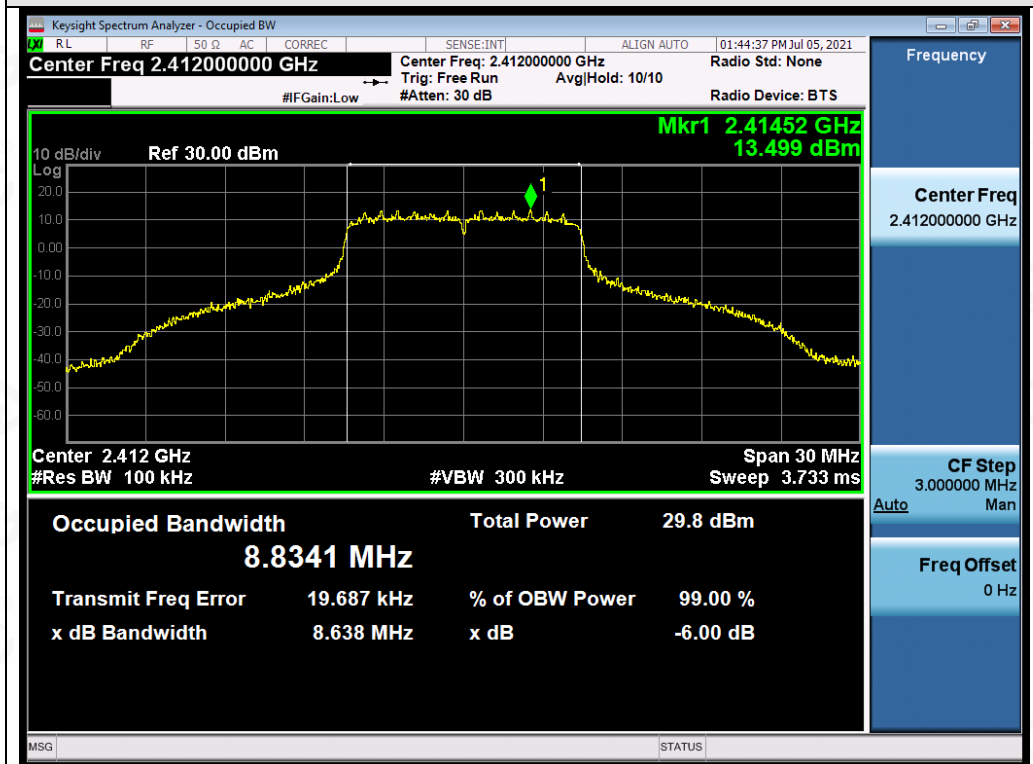 Keysight Spectrum Analyzer - Occupied BW
LXI RL RF 50 Ω AC CORREC SENSE:INT ALIGN AUTO 01:44:37 PM Jul 05, 2021
Center Freq 2.412000000 GHz Center Freq: 2.412000000 GHz Radio Std: None
Trig: Free Run Avg|Hold: 10/10
#IFGain:Low #Atten: 30 dB Radio Device: BTS
Mkr1 2.41452 GHz
13.499 dBm
10 dB/div Ref 30.00 dBm
Log
20.0
10.0
0.00
-10.0
-20.0
-30.0
-40.0
-50.0
-60.0
1
Center 2.412 GHz Span 30 MHz
#Res BW 100 kHz #VBW 300 kHz Sweep 3.733 ms
Occupied Bandwidth Total Power 29.8 dBm
8.8341 MHz
Transmit Freq Error 19.687 kHz % of OBW Power 99.00 %
x dB Bandwidth 8.638 MHz x dB -6.00 dB
Frequency
Center Freq
2.412000000 GHz
CF Step
3.000000 MHz
Auto Man
Freq Offset
0 Hz
MSG STATUS